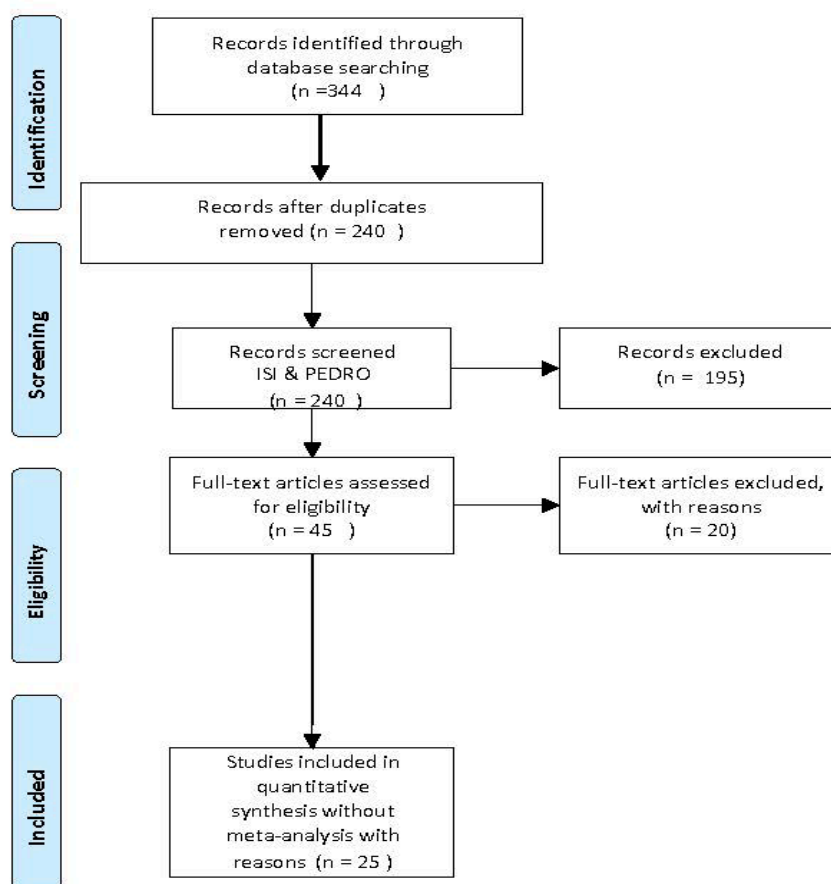 Identification
Records identified through
database searching
(n =344 )
Records after duplicates
removed (n = 240 )
Screening
Records screened
ISI & PEDRO
(n = 240 )
Records excluded
(n = 195)
Eligibility
Full-text articles assessed
for eligibility
(n = 45 )
Full-text articles excluded,
with reasons
(n = 20)
Included
Studies included in
quantitative
synthesis without
meta-analysis with
reasons (n = 25 )